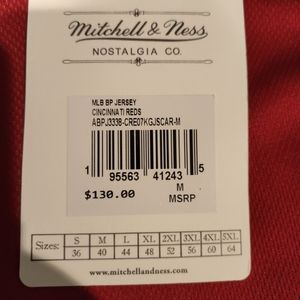 Mitchell & Ness
NOSTALGIA CO.
MLB BP JERSEY
CINCINNATI REDS
ABPJ3338-CRE07KGJSCAR-M
1 95563 41243 5
$130.00 M
MSRP
Sizes: S M L XL 2XL 3XL 4XL 5XL
36 40 44 48 52 56 60 64
www.mitchellandness.com